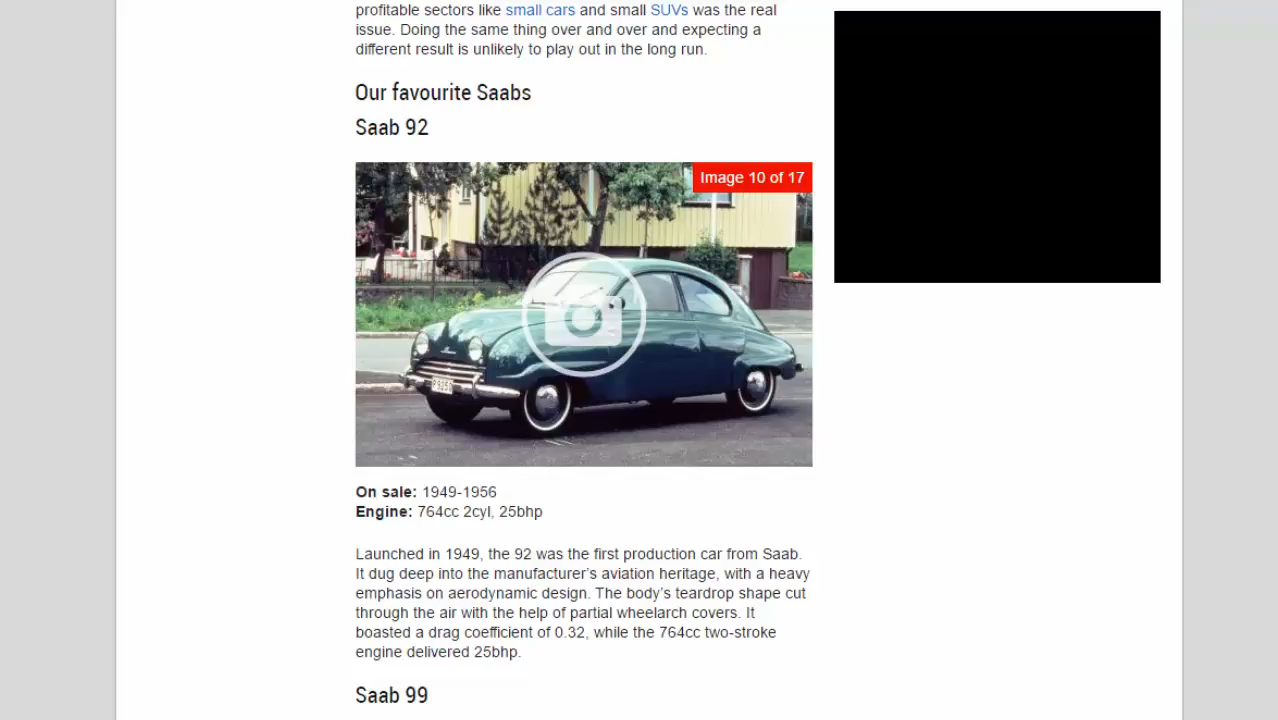 profitable sectors like small cars and small SUVs was the real
issue. Doing the same thing over and over and expecting a
different result is unlikely to play out in the long run.
Our favourite Saabs
Saab 92
Image 10 of 17
On sale: 1949-1956
Engine: 764cc 2cyl, 25bhp
Launched in 1949, the 92 was the first production car from Saab.
It dug deep into the manufacturer’s aviation heritage, with a heavy
emphasis on aerodynamic design. The body’s teardrop shape cut
through the air with the help of partial wheelarch covers. It
boasted a drag coefficient of 0.32, while the 764cc two-stroke
engine delivered 25bhp.
Saab 99